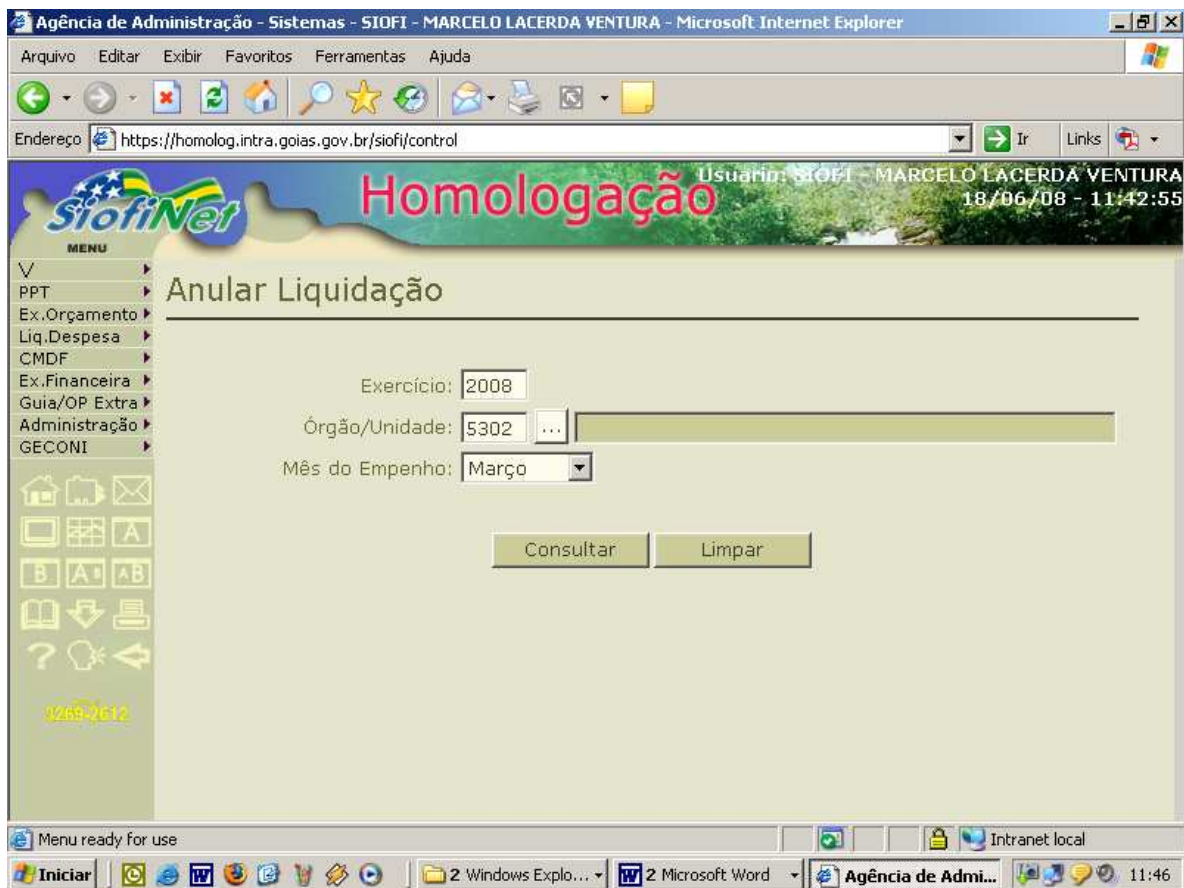 Agência de Administração - Sistemas - SIOFI - MARCELO LACERDA VENTURA - Microsoft Internet Explorer
Arquivo Editar Exibir Favoritos Ferramentas Ajuda
Endereço https://homolog.intra.goias.gov.br/siofi/control Ir Links
SiofiNet
Homologação
Usuario: SIOFI - MARCELO LACERDA VENTURA
18/06/08 - 11:42:55
MENU
V
PPT
Ex.Orçamento
Liq.Despesa
CMDF
Ex.Financeira
Guia/OP Extra
Administração
GECONI
A
B A AB
?
3269-2612
Anular Liquidação
Exercício: 2008
Órgão/Unidade: 5302 ...
Mês do Empenho: Março
Consultar Limpar
Menu ready for use Intranet local
Iniciar 2 Windows Explo... 2 Microsoft Word Agência de Admi... 11:46